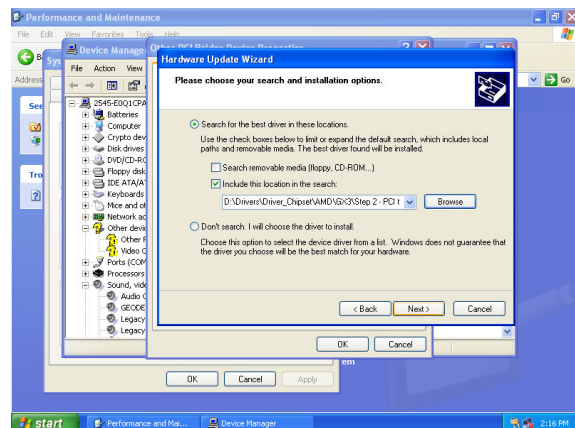 Performance and Maintenance
File Edit View Favorites Tools Help
Address
Go
Device Manager
File Action View
2545-E0Q1CPA
Batteries
Computer
Cryto dev
Disk drives
DVD/CD-RC
Floppy disk
IDE ATA/A
Keyboards
Mice and ot
Network ac
Other devic
Other P
Video C
Ports (COM
Processors
Sound, vide
Audio C
GEODE
Legacy
Legacy
Other PCI Bridge Device Properties
Hardware Update Wizard
Please choose your search and installation options.
Search for the best driver in these locations.
Use the check boxes below to limit or expand the default search, which includes local
paths and removable media. The best driver found will be installed.
Search removable media (floppy, CD-ROM...)
Include this location in the search:
D:\Drivers\Driver_Chipset\AMD\GX3\Step 2 - PCI t
Browse
Don't search. I will choose the driver to install.
Choose this option to select the device driver from a list. Windows does not guarantee that
the driver you choose will be the best match for your hardware.
< Back Next > Cancel
OK Cancel
OK Cancel Apply
start Performance and Mai... Device Manager 2:16 PM